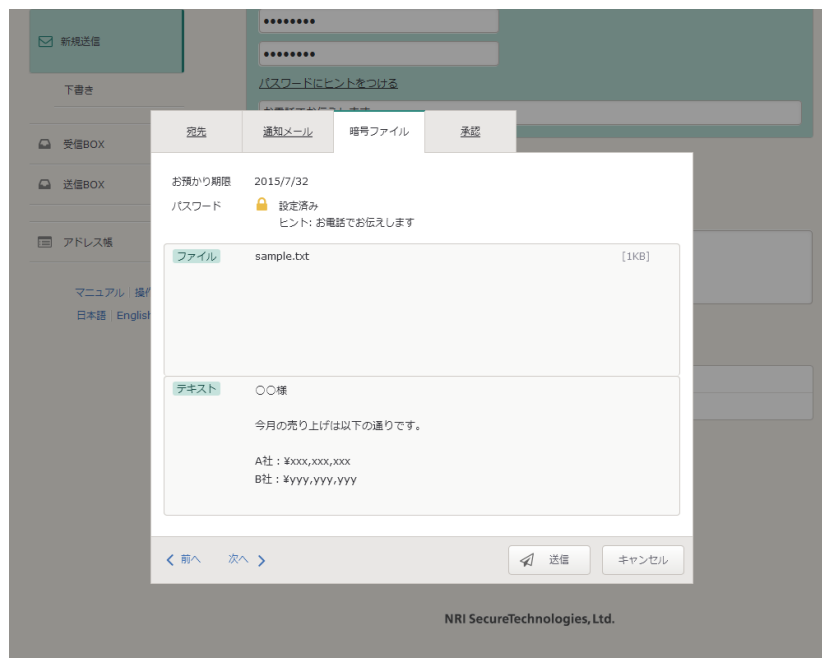 ••••••••
新規送信
••••••••
パスワードにヒントをつける
下書き
宛先
通知メール
暗号ファイル
承認
受信BOX
お預かり期限 2015/7/32
送信BOX
パスワード 設定済み
ヒント: お電話でお伝えします
アドレス帳
ファイル sample.txt [1KB]
マニュアル
日本語 | English
テキスト 〇〇様
今月の売り上げは以下の通りです。
A社：¥xxx,xxx,xxx
B社：¥yyy,yyy,yyy
前へ 次へ 送信 キャンセル
NRI SecureTechnologies, Ltd.